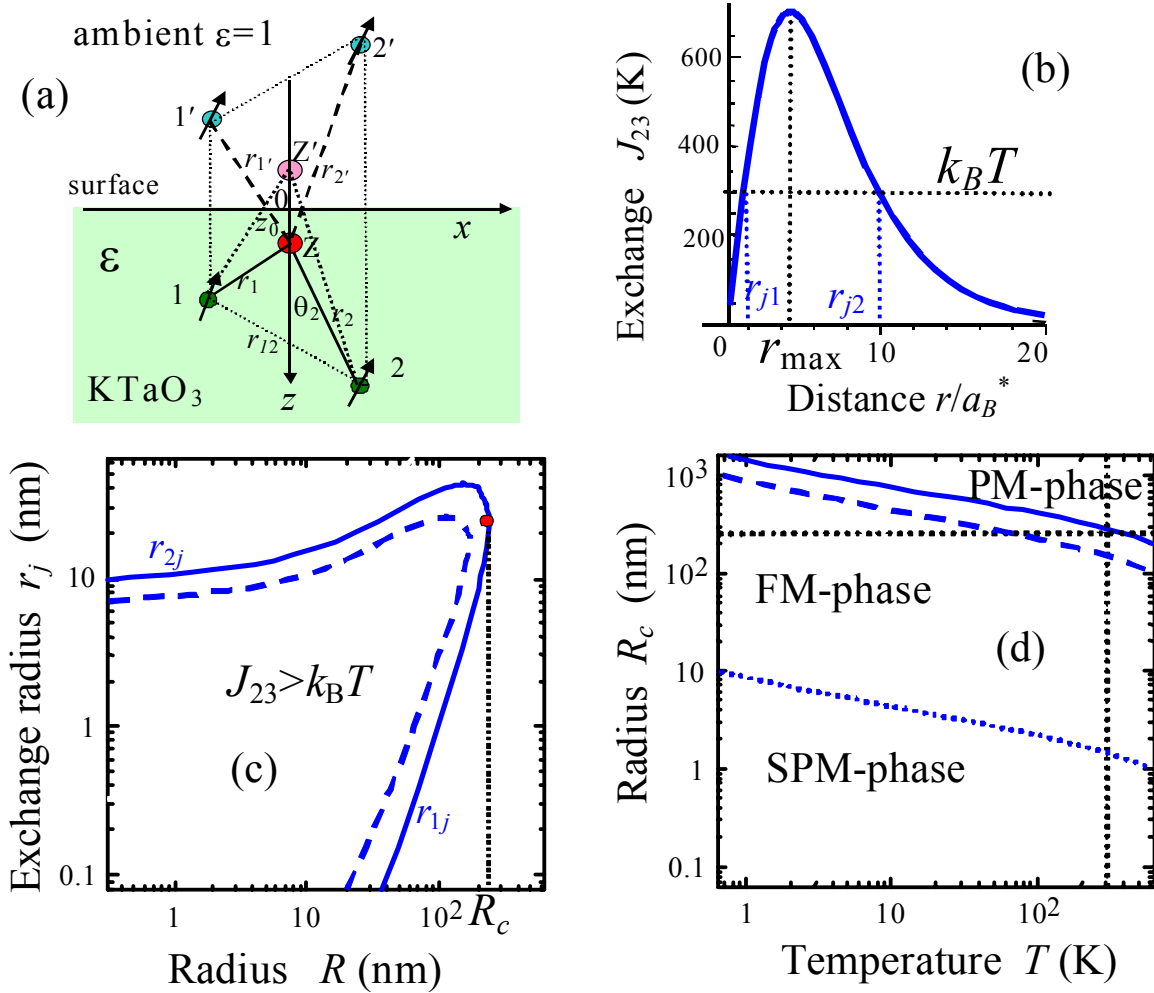 (a)
ambient ε=1
2′
1′
Z′
r1′
r2′
surface
0
x
z0
Z
ε
1
r1
θ2
r2
r12
2
KTaO3
z
(b)
Exchange J23 (K)
600
400
200
0
kBT
rj1
rj2
0
rmax
10
20
Distance r/aB*
(c)
Exchange radius rj (nm)
10
1
0.1
r2j
J23>kBT
r1j
1
10
10²
Rc
Radius R (nm)
(d)
Radius Rc (nm)
10³
10²
10
1
0.1
PM-phase
FM-phase
SPM-phase
1
10
10²
Temperature T (K)